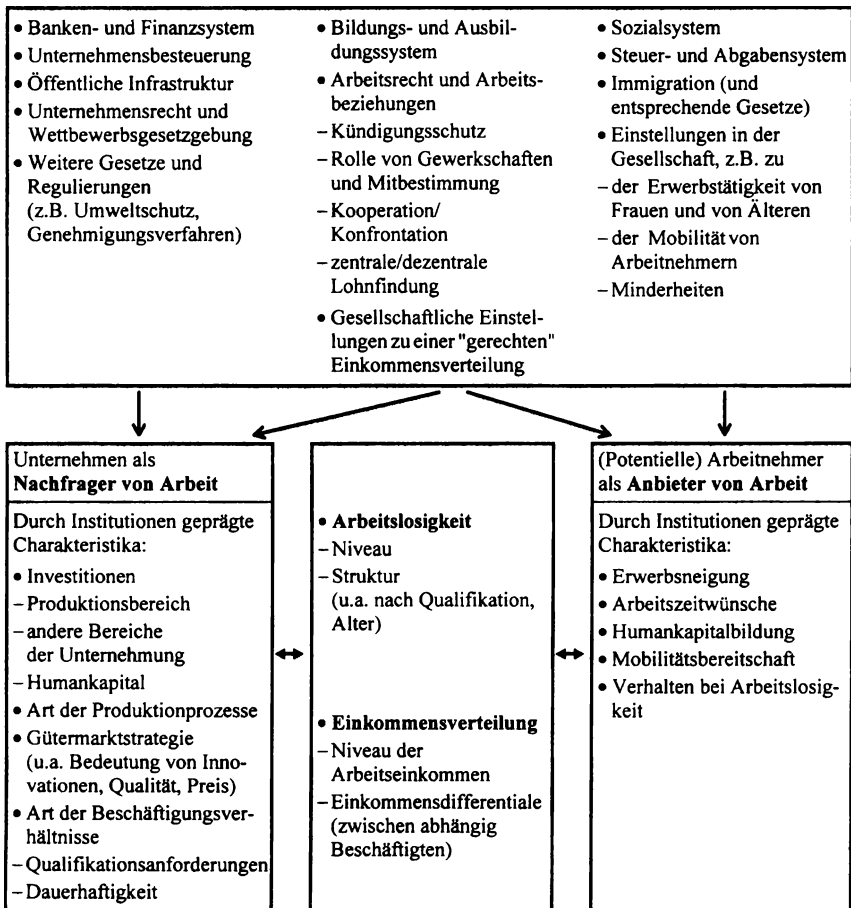 • Banken- und Finanzsystem
• Unternehmensbesteuerung
• Öffentliche Infrastruktur
• Unternehmensrecht und
Wettbewerbsgesetzgebung
• Weitere Gesetze und
Regulierungen
(z.B. Umweltschutz,
Genehmigungsverfahren)
• Bildungs- und Ausbil-
dungssystem
• Arbeitsrecht und Arbeits-
beziehungen
– Kündigungsschutz
– Rolle von Gewerkschaften
und Mitbestimmung
– Kooperation/
Konfrontation
– zentrale/dezentrale
Lohnfindung
• Gesellschaftliche Einstel-
lungen zu einer "gerechten"
Einkommensverteilung
• Sozialsystem
• Steuer- und Abgabensystem
• Immigration (und
entsprechende Gesetze)
• Einstellungen in der
Gesellschaft, z.B. zu
– der Erwerbstätigkeit von
Frauen und von Älteren
– der Mobilität von
Arbeitnehmern
– Minderheiten
Unternehmen als
Nachfrager von Arbeit
Durch Institutionen geprägte
Charakteristika:
• Investitionen
– Produktionsbereich
– andere Bereiche
der Unternehmung
– Humankapital
• Art der Produktionprozesse
• Gütermarktstrategie
(u.a. Bedeutung von Inno-
vationen, Qualität, Preis)
• Art der Beschäftigungsver-
hältnisse
– Qualifikationsanforderungen
– Dauerhaftigkeit
• Arbeitslosigkeit
– Niveau
– Struktur
(u.a. nach Qualifikation,
Alter)
• Einkommensverteilung
– Niveau der
Arbeitseinkommen
– Einkommensdifferentiale
(zwischen abhängig
Beschäftigten)
(Potentielle) Arbeitnehmer
als Anbieter von Arbeit
Durch Institutionen geprägte
Charakteristika:
• Erwerbsneigung
• Arbeitszeitwünsche
• Humankapitalbildung
• Mobilitätsbereitschaft
• Verhalten bei Arbeitslosig-
keit